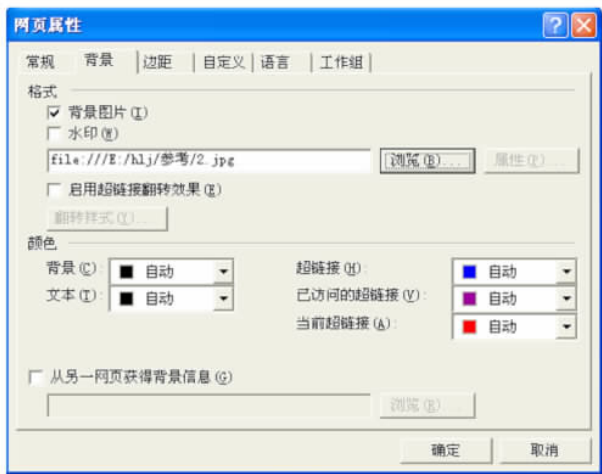 网页属性
常规 背景 边距 自定义 语言 工作组
格式
背景图片(I)
水印(W)
file:///E:/hlj/参考/2.jpg 浏览(B)... 属性(P)...
启用超链接翻转效果(E)
翻转样式(Y)...
颜色
背景(C): 自动 超链接(H): 自动
文本(T): 自动 已访问的超链接(V): 自动
当前超链接(A): 自动
从另一网页获得背景信息(G)
浏览(R)...
确定 取消